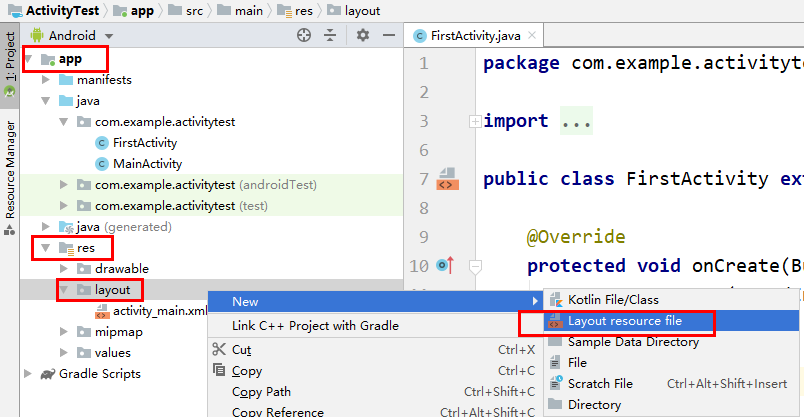 ActivityTest app src main res layout
1: Project
Resource Manager
Android
app
manifests
java
com.example.activitytest
FirstActivity
MainActivity
com.example.activitytest (androidTest)
com.example.activitytest (test)
java (generated)
res
drawable
layout
activity_main.xml
mipmap
values
Gradle Scripts
FirstActivity.java
1 package com.example.activityte
2
3 import ...
6
7 public class FirstActivity ext
8
9 @Override
10 protected void onCreate(Bu
New
Link C++ Project with Gradle
Cut Ctrl+X
Copy Ctrl+C
Copy Path Ctrl+Shift+C
Copy Reference Ctrl+Alt+Shift+C
Kotlin File/Class
Layout resource file
Sample Data Directory
File
Scratch File Ctrl+Alt+Shift+Insert
Directory